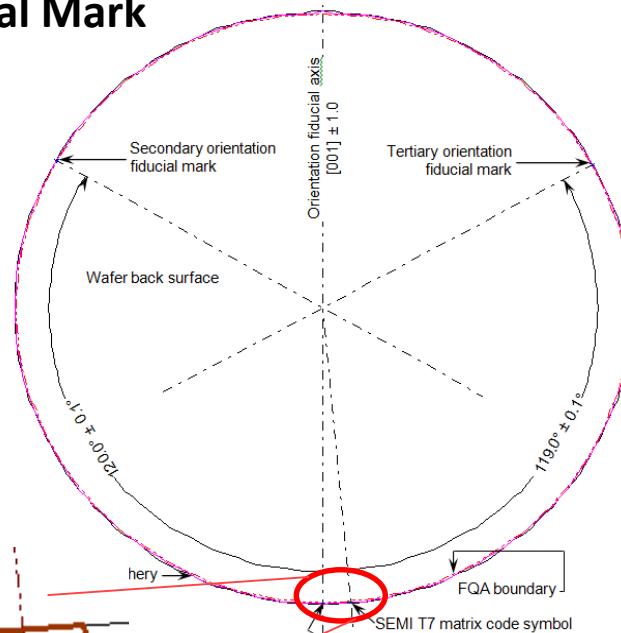 al Mark
Orientation fiducial axis
[001] ± 1.0
Secondary orientation
fiducial mark
Tertiary orientation
fiducial mark
Wafer back surface
120.0° ± 0.1°
119.0° ± 0.1°
hery
FQA boundary
SEMI T7 matrix code symbol